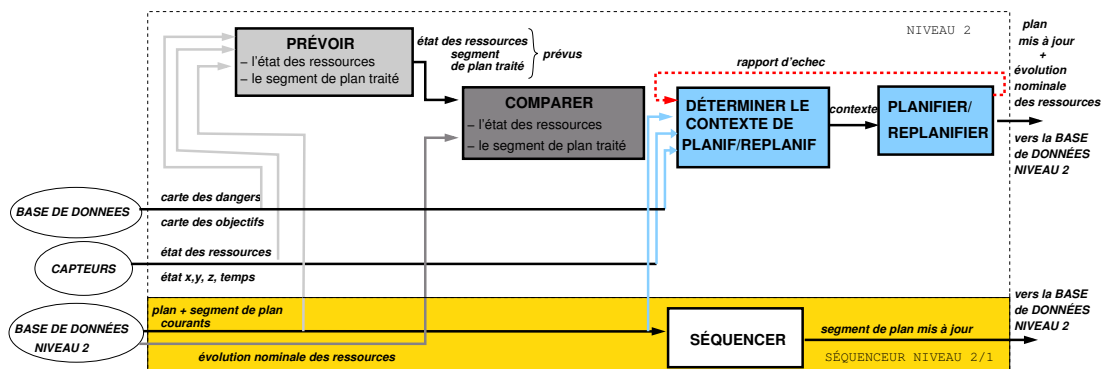 NIVEAU 2
PRÉVOIR
– l'état des ressources
– le segment de plan traité
état des ressources
segment
de plan traité
prévus
COMPARER
– l'état des ressources
– le segment de plan traité
rapport d'echec
DÉTERMINER LE
CONTEXTE DE
PLANIF/REPLANIF
contexte
PLANIFIER/
REPLANIFIER
plan
mis à jour
+
évolution
nominale
des ressources
vers la BASE
de DONNÉES
NIVEAU 2
BASE DE DONNEES
carte des dangers
carte des objectifs
CAPTEURS
état des ressources
état x,y, z, temps
BASE DE DONNÉES
NIVEAU 2
plan + segment de plan
courants
évolution nominale des ressources
SÉQUENCER
segment de plan mis à jour
SÉQUENCEUR NIVEAU 2/1
vers la BASE
de DONNÉES
NIVEAU 2